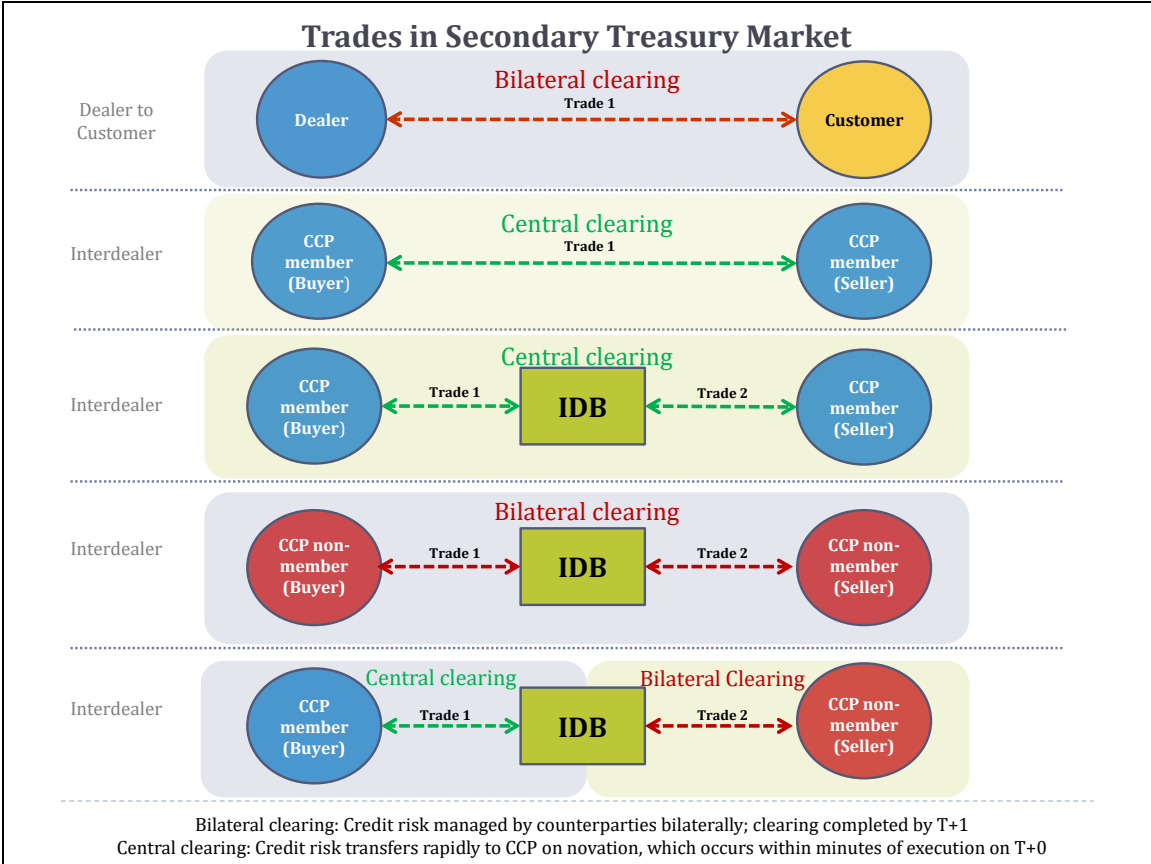 Trades in Secondary Treasury Market
Dealer to
Customer
Bilateral clearing
Trade 1
Dealer
Customer
Interdealer
Central clearing
Trade 1
CCP
member
(Buyer)
CCP
member
(Seller)
Interdealer
Central clearing
CCP
member
(Buyer)
Trade 1
IDB
Trade 2
CCP
member
(Seller)
Interdealer
Bilateral clearing
CCP non-
member
(Buyer)
Trade 1
IDB
Trade 2
CCP non-
member
(Seller)
Interdealer
Central clearing
Bilateral Clearing
CCP
member
(Buyer)
Trade 1
IDB
Trade 2
CCP non-
member
(Seller)
Bilateral clearing: Credit risk managed by counterparties bilaterally; clearing completed by T+1
Central clearing: Credit risk transfers rapidly to CCP on novation, which occurs within minutes of execution on T+0